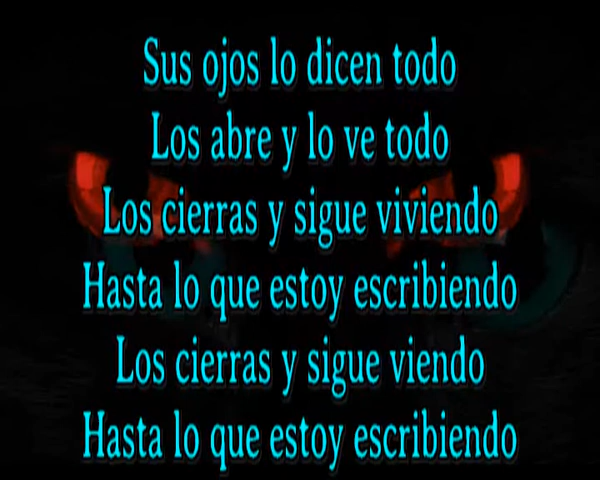 Sus ojos lo dicen todo
Los abre y lo ve todo
Los cierras y sigue viviendo
Hasta lo que estoy escribiendo
Los cierras y sigue viendo
Hasta lo que estoy escribiendo